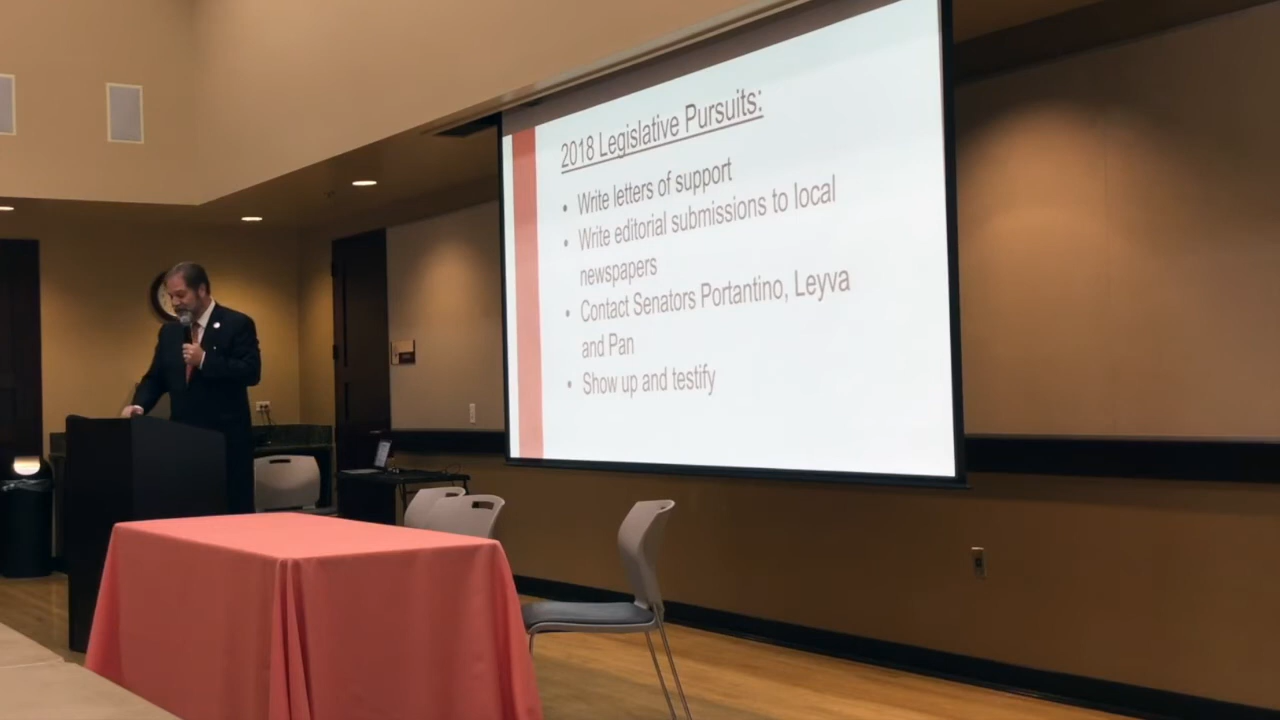 2018 Legislative Pursuits:
• Write letters of support
• Write editorial submissions to local
newspapers
• Contact Senators Portantino, Leyva
and Pan
• Show up and testify